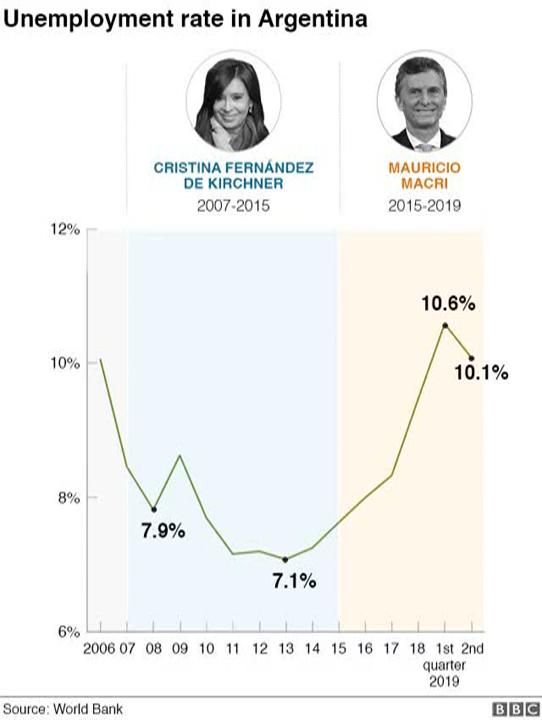 Unemployment rate in Argentina
CRISTINA FERNÁNDEZ
DE KIRCHNER
2007-2015
MAURICIO
MACRI
2015-2019
12%
10%
8%
6%
10.6%
10.1%
7.9%
7.1%
2006 07 08 09 10 11 12 13 14 15 16 17 18 1st 2nd
quarter
2019
Source: World Bank
BBC